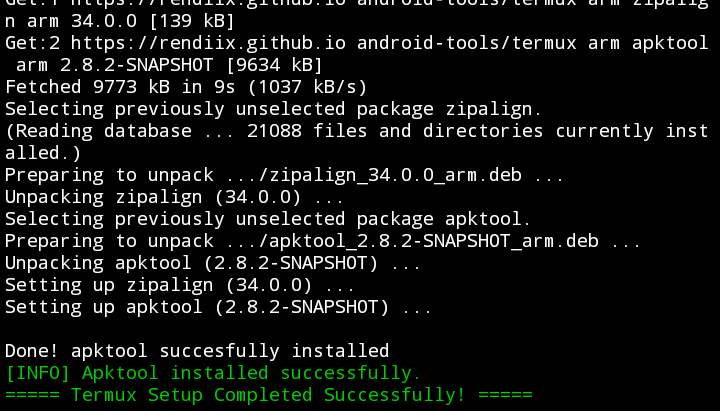 Get:1 https://rendiix.github.io android-tools/termux arm zipalig
n arm 34.0.0 [139 kB]
Get:2 https://rendiix.github.io android-tools/termux arm apktool
 arm 2.8.2-SNAPSHOT [9634 kB]
Fetched 9773 kB in 9s (1037 kB/s)
Selecting previously unselected package zipalign.
(Reading database ... 21088 files and directories currently inst
alled.)
Preparing to unpack .../zipalign_34.0.0_arm.deb ...
Unpacking zipalign (34.0.0) ...
Selecting previously unselected package apktool.
Preparing to unpack .../apktool_2.8.2-SNAPSHOT_arm.deb ...
Unpacking apktool (2.8.2-SNAPSHOT) ...
Setting up zipalign (34.0.0) ...
Setting up apktool (2.8.2-SNAPSHOT) ...

Done! apktool succesfully installed
[INFO] Apktool installed successfully.
===== Termux Setup Completed Successfully! =====